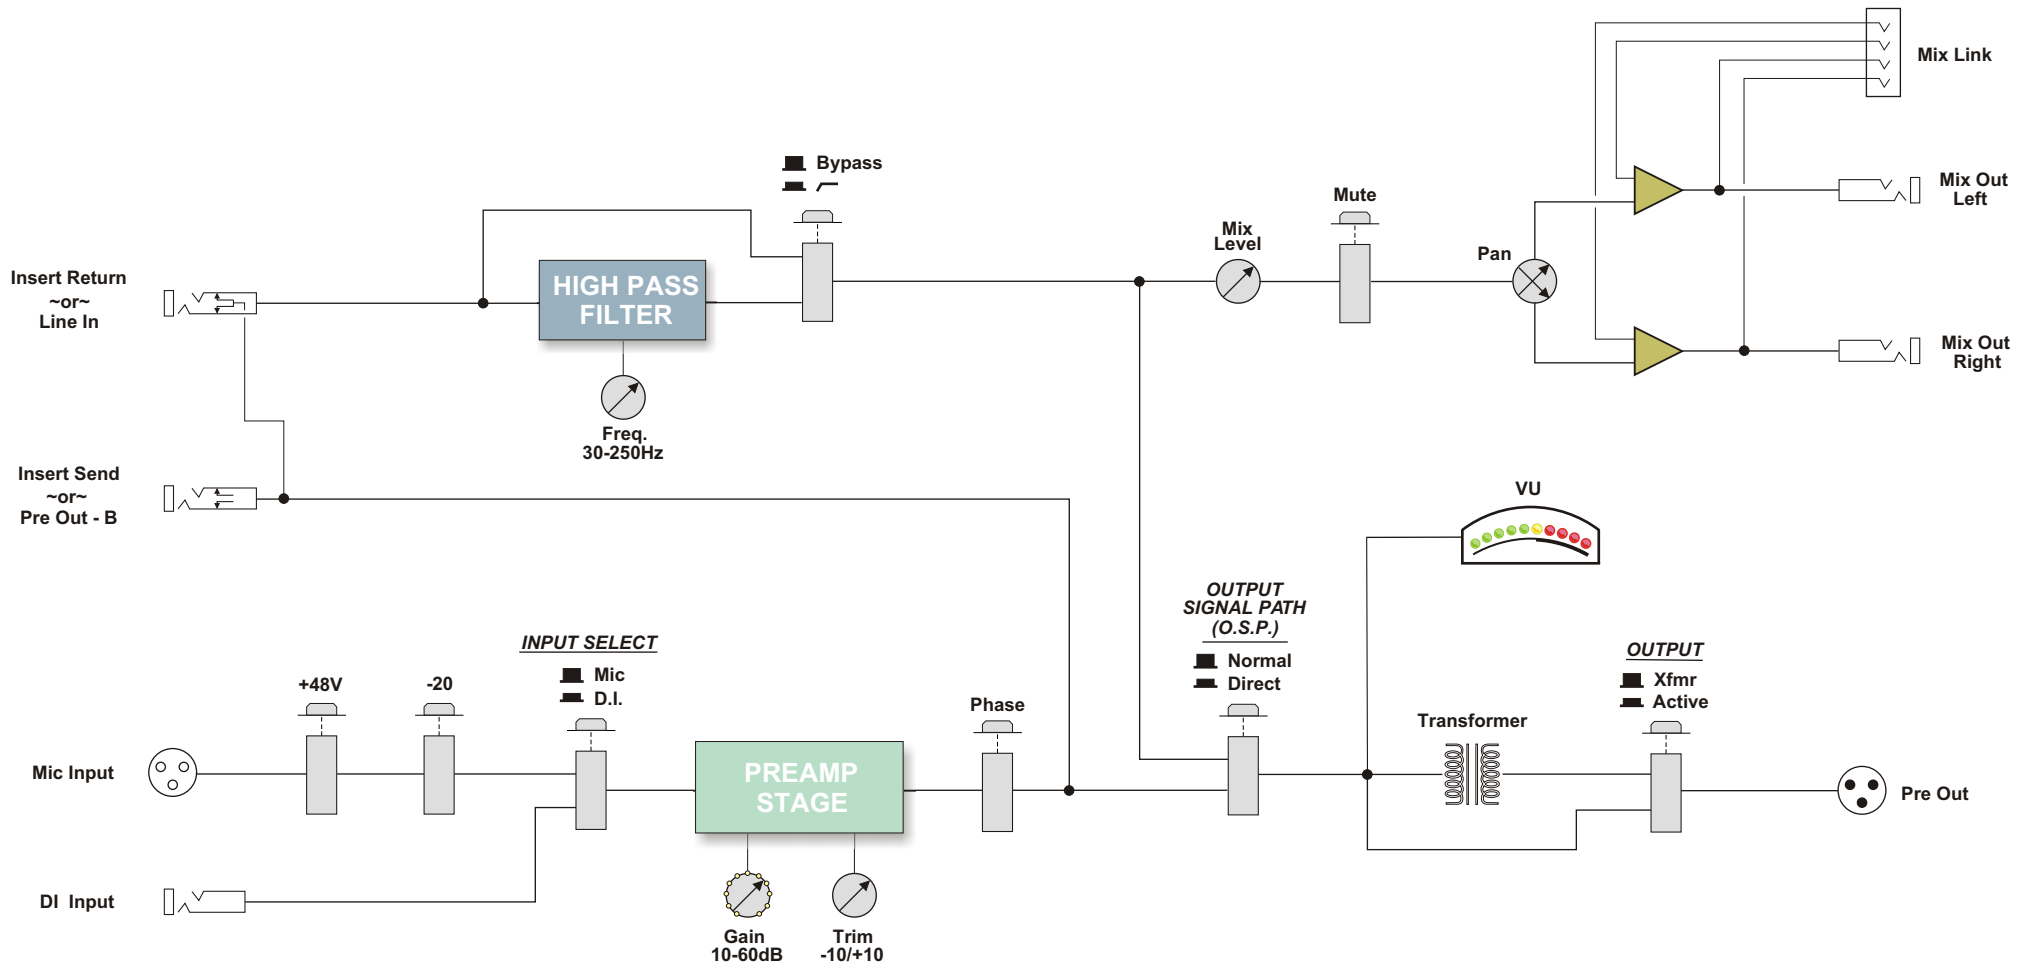 Mix Link
Bypass
Mix Out
Left
Mute
Mix
Level
Pan
Insert Return
~or~
Line In
HIGH PASS
FILTER
Mix Out
Right
Freq.
30-250Hz
Insert Send
~or~
Pre Out - B
VU
OUTPUT
SIGNAL PATH
(O.S.P.)
Normal
Direct
INPUT SELECT
Mic
D.I.
OUTPUT
Xfmr
Active
+48V
-20
Phase
Transformer
Mic Input
PREAMP
STAGE
Pre Out
DI Input
Gain
10-60dB
Trim
-10/+10